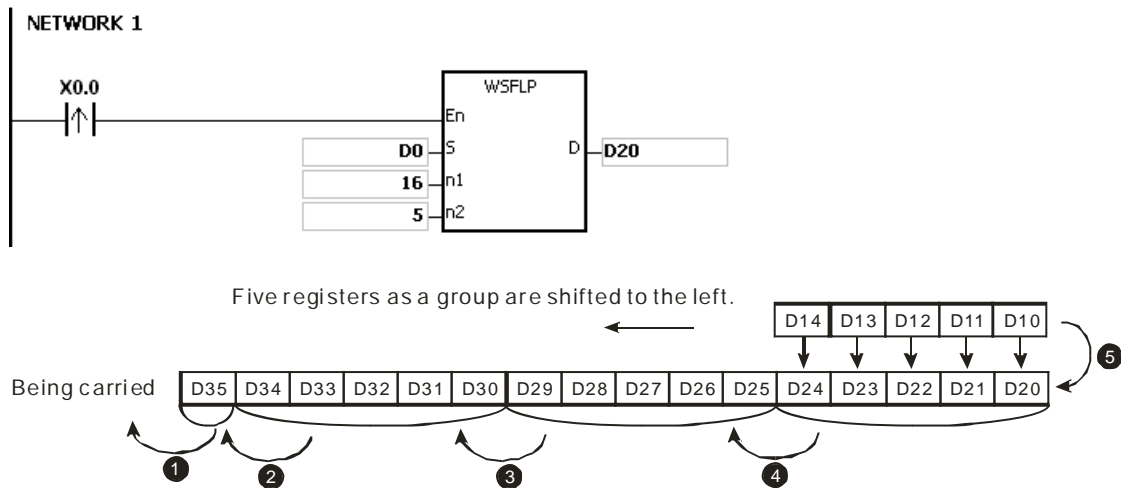 NETWORK 1
X0.0
WSFLP
En
D0 S D D20
16 n1
5 n2
Five registers as a group are shifted to the left.
D14 D13 D12 D11 D10
5
Being carried D35 D34 D33 D32 D31 D30 D29 D28 D27 D26 D25 D24 D23 D22 D21 D20
1 2 3 4